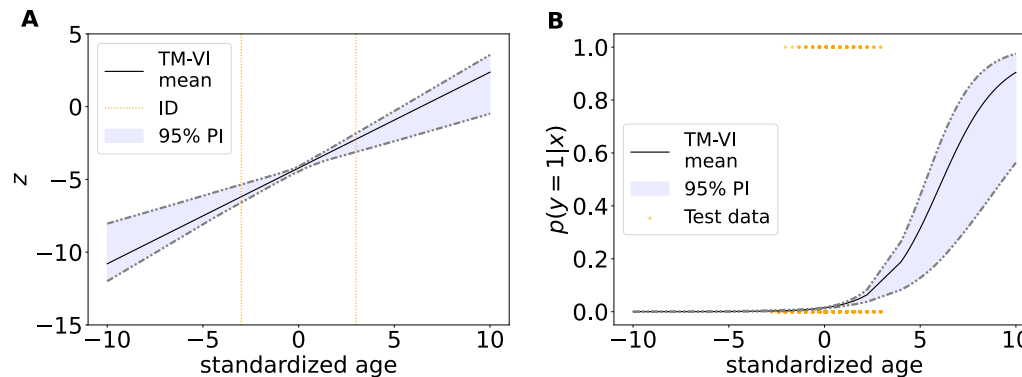 A
5
0
−5
−10
−15
z
TM-VI
mean
ID
95% PI
−10
−5
0
5
10
standardized age
B
1.0
0.8
0.6
0.4
0.2
0.0
p(y = 1|x)
TM-VI
mean
95% PI
Test data
−10
−5
0
5
10
standardized age